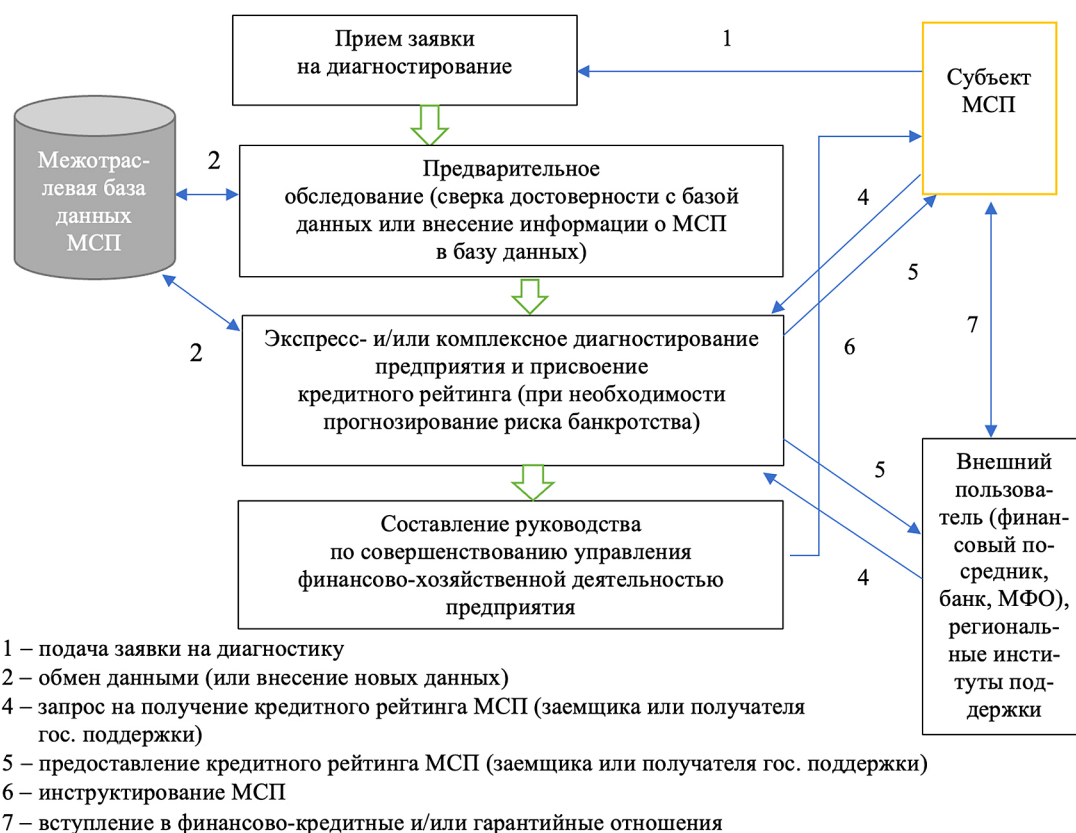 Прием заявки
на диагностирование
1
Субъект
МСП
Межотрас-
левая база
данных
МСП
2
Предварительное
обследование (сверка достоверности с базой
данных или внесение информации о МСП
в базу данных)
4
5
2
Экспресс- и/или комплексное диагностирование
предприятия и присвоение
кредитного рейтинга (при необходимости
прогнозирование риска банкротства)
6
7
5
4
Составление руководства
по совершенствованию управления
финансово-хозяйственной деятельностью
предприятия
Внешний
пользова-
тель (финан-
совый по-
средник,
банк, МФО),
региональ-
ные инсти-
туты под-
держки
1 – подача заявки на диагностику
2 – обмен данными (или внесение новых данных)
4 – запрос на получение кредитного рейтинга МСП (заемщика или получателя
гос. поддержки)
5 – предоставление кредитного рейтинга МСП (заемщика или получателя гос. поддержки)
6 – инструктирование МСП
7 – вступление в финансово-кредитные и/или гарантийные отношения